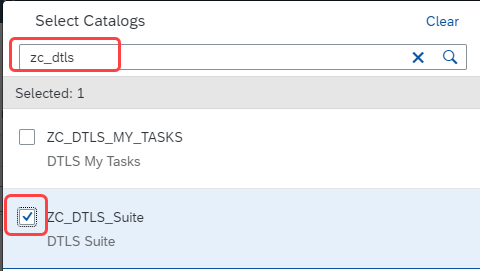 Select Catalogs
Clear
zc_dtls
Selected: 1
ZC_DTLS_MY_TASKS
DTLS My Tasks
ZC_DTLS_Suite
DTLS Suite